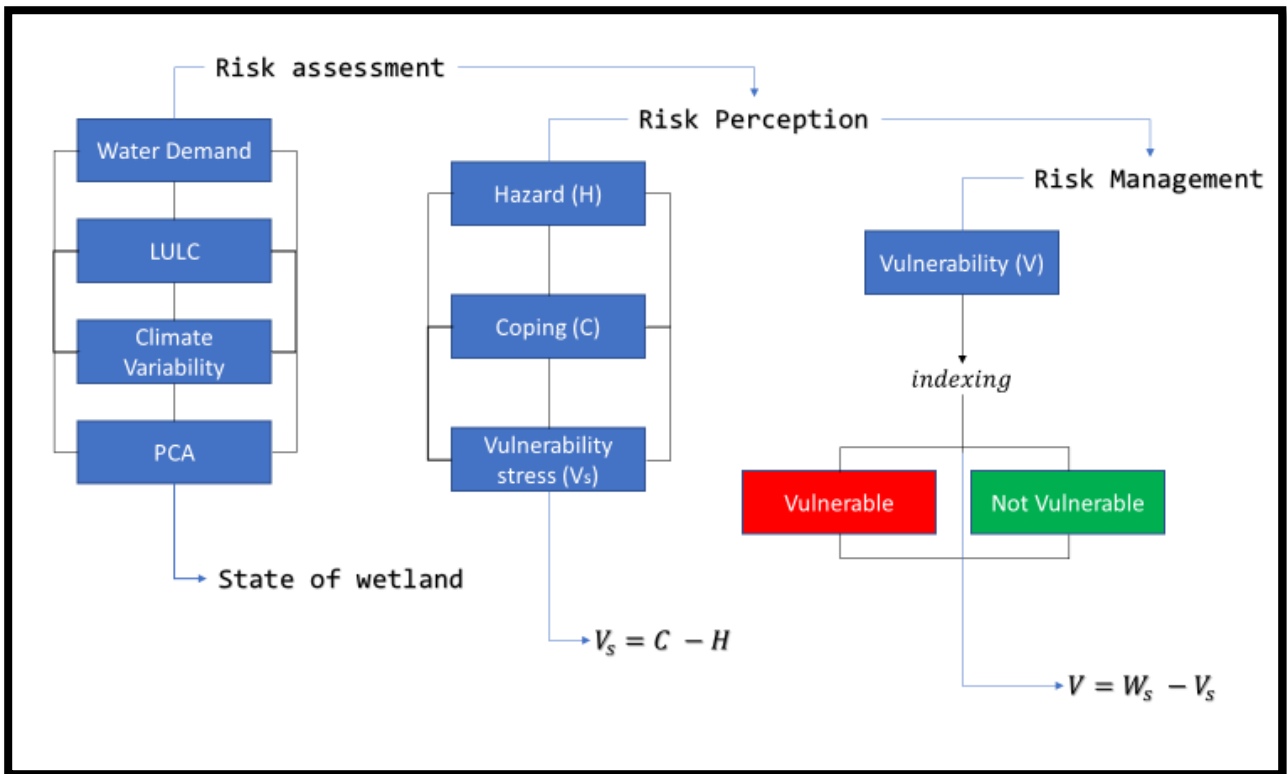 Risk assessment
Water Demand
LULC
Climate
Variability
PCA
State of wetland
Risk Perception
Hazard (H)
Coping (C)
Vulnerability
stress (Vs)
Vₛ = C − H
Risk Management
Vulnerability (V)
indexing
Vulnerable
Not Vulnerable
V = Wₛ − Vₛ